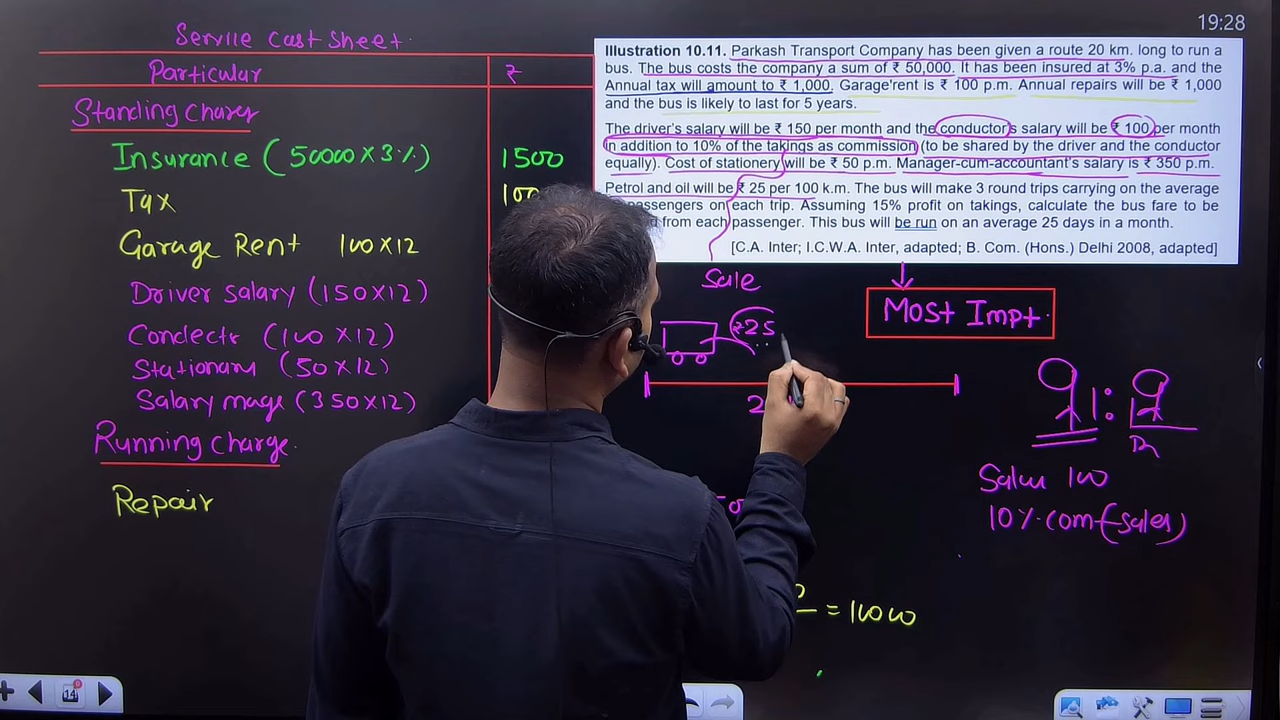 19:28
Service cost sheet.
Particular ₹
Standing Charge
Insurance (50000 x 3%) 1500
Tax 100
Garage Rent 100 x 12
Driver salary (150 x 12)
Condectr (100 x 12)
Stationary (50 x 12)
Salary mage (350 x 12)
Running Charge.
Repair
Illustration 10.11. Parkash Transport Company has been given a route 20 km. long to run a
bus. The bus costs the company a sum of ₹ 50,000. It has been insured at 3% p.a. and the
Annual tax will amount to ₹ 1,000. Garage rent is ₹ 100 p.m. Annual repairs will be ₹ 1,000
and the bus is likely to last for 5 years.
The driver's salary will be ₹ 150 per month and the conductor's salary will be ₹ 100 per month
in addition to 10% of the takings as commission (to be shared by the driver and the conductor
equally). Cost of stationery will be ₹ 50 p.m. Manager-cum-accountant's salary is ₹ 350 p.m.
Petrol and oil will be ₹ 25 per 100 k.m. The bus will make 3 round trips carrying on the average
passengers on each trip. Assuming 15% profit on takings, calculate the bus fare to be
from each passenger. This bus will be run on an average 25 days in a month.
[C.A. Inter; I.C.W.A. Inter, adapted; B. Com. (Hons.) Delhi 2008, adapted]
Sale
Most Impt.
₹25
2
1:
Sales 100
10% com (sales)
= 1000
14